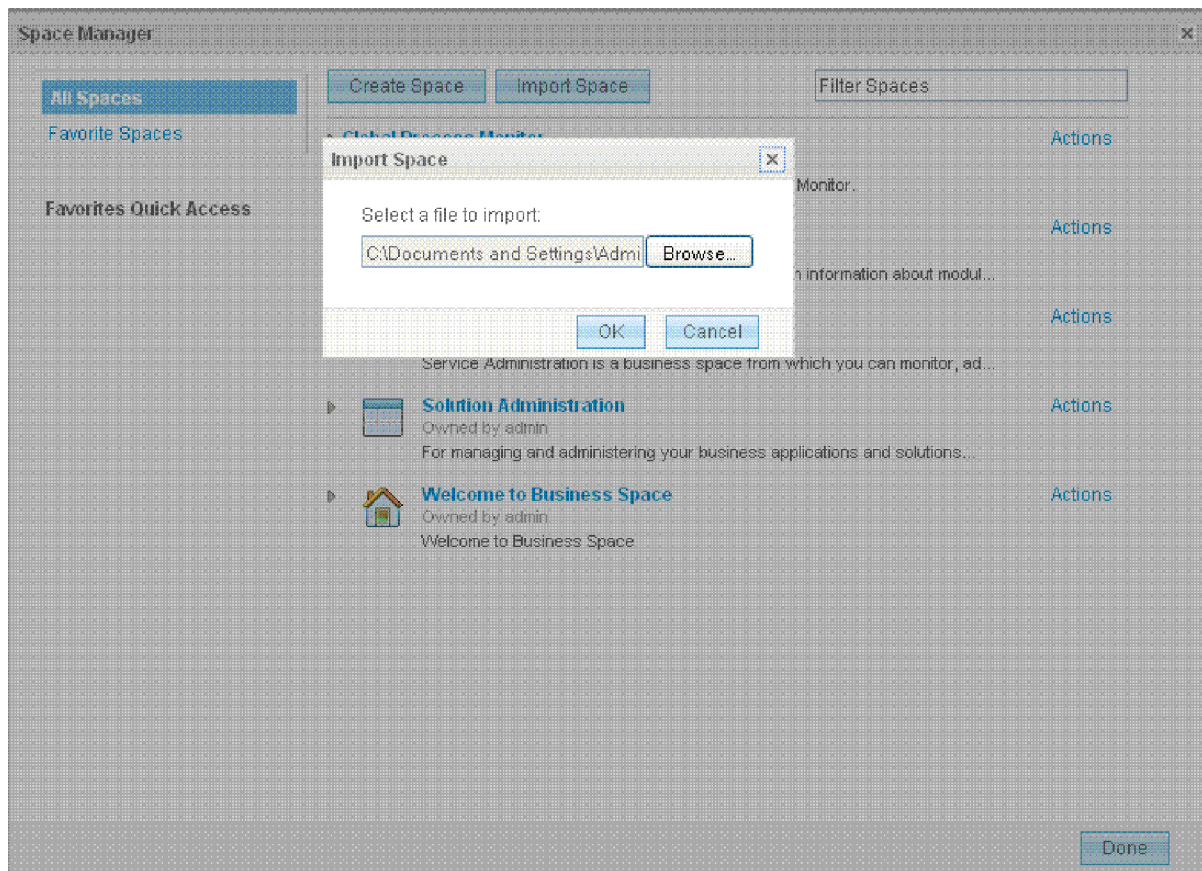 Space Manager
All Spaces
Favorite Spaces
Favorites Quick Access
Create Space
Import Space
Filter Spaces
Global Process Monitor
Actions
Monitor.
Actions
n information about modul...
Actions
Service Administration is a business space from which you can monitor, ad...
Solution Administration
Actions
Owned by admin
For managing and administering your business applications and solutions...
Welcome to Business Space
Actions
Owned by admin
Welcome to Business Space
Import Space
Select a file to import:
C:\Documents and Settings\Admi
Browse...
OK
Cancel
Done